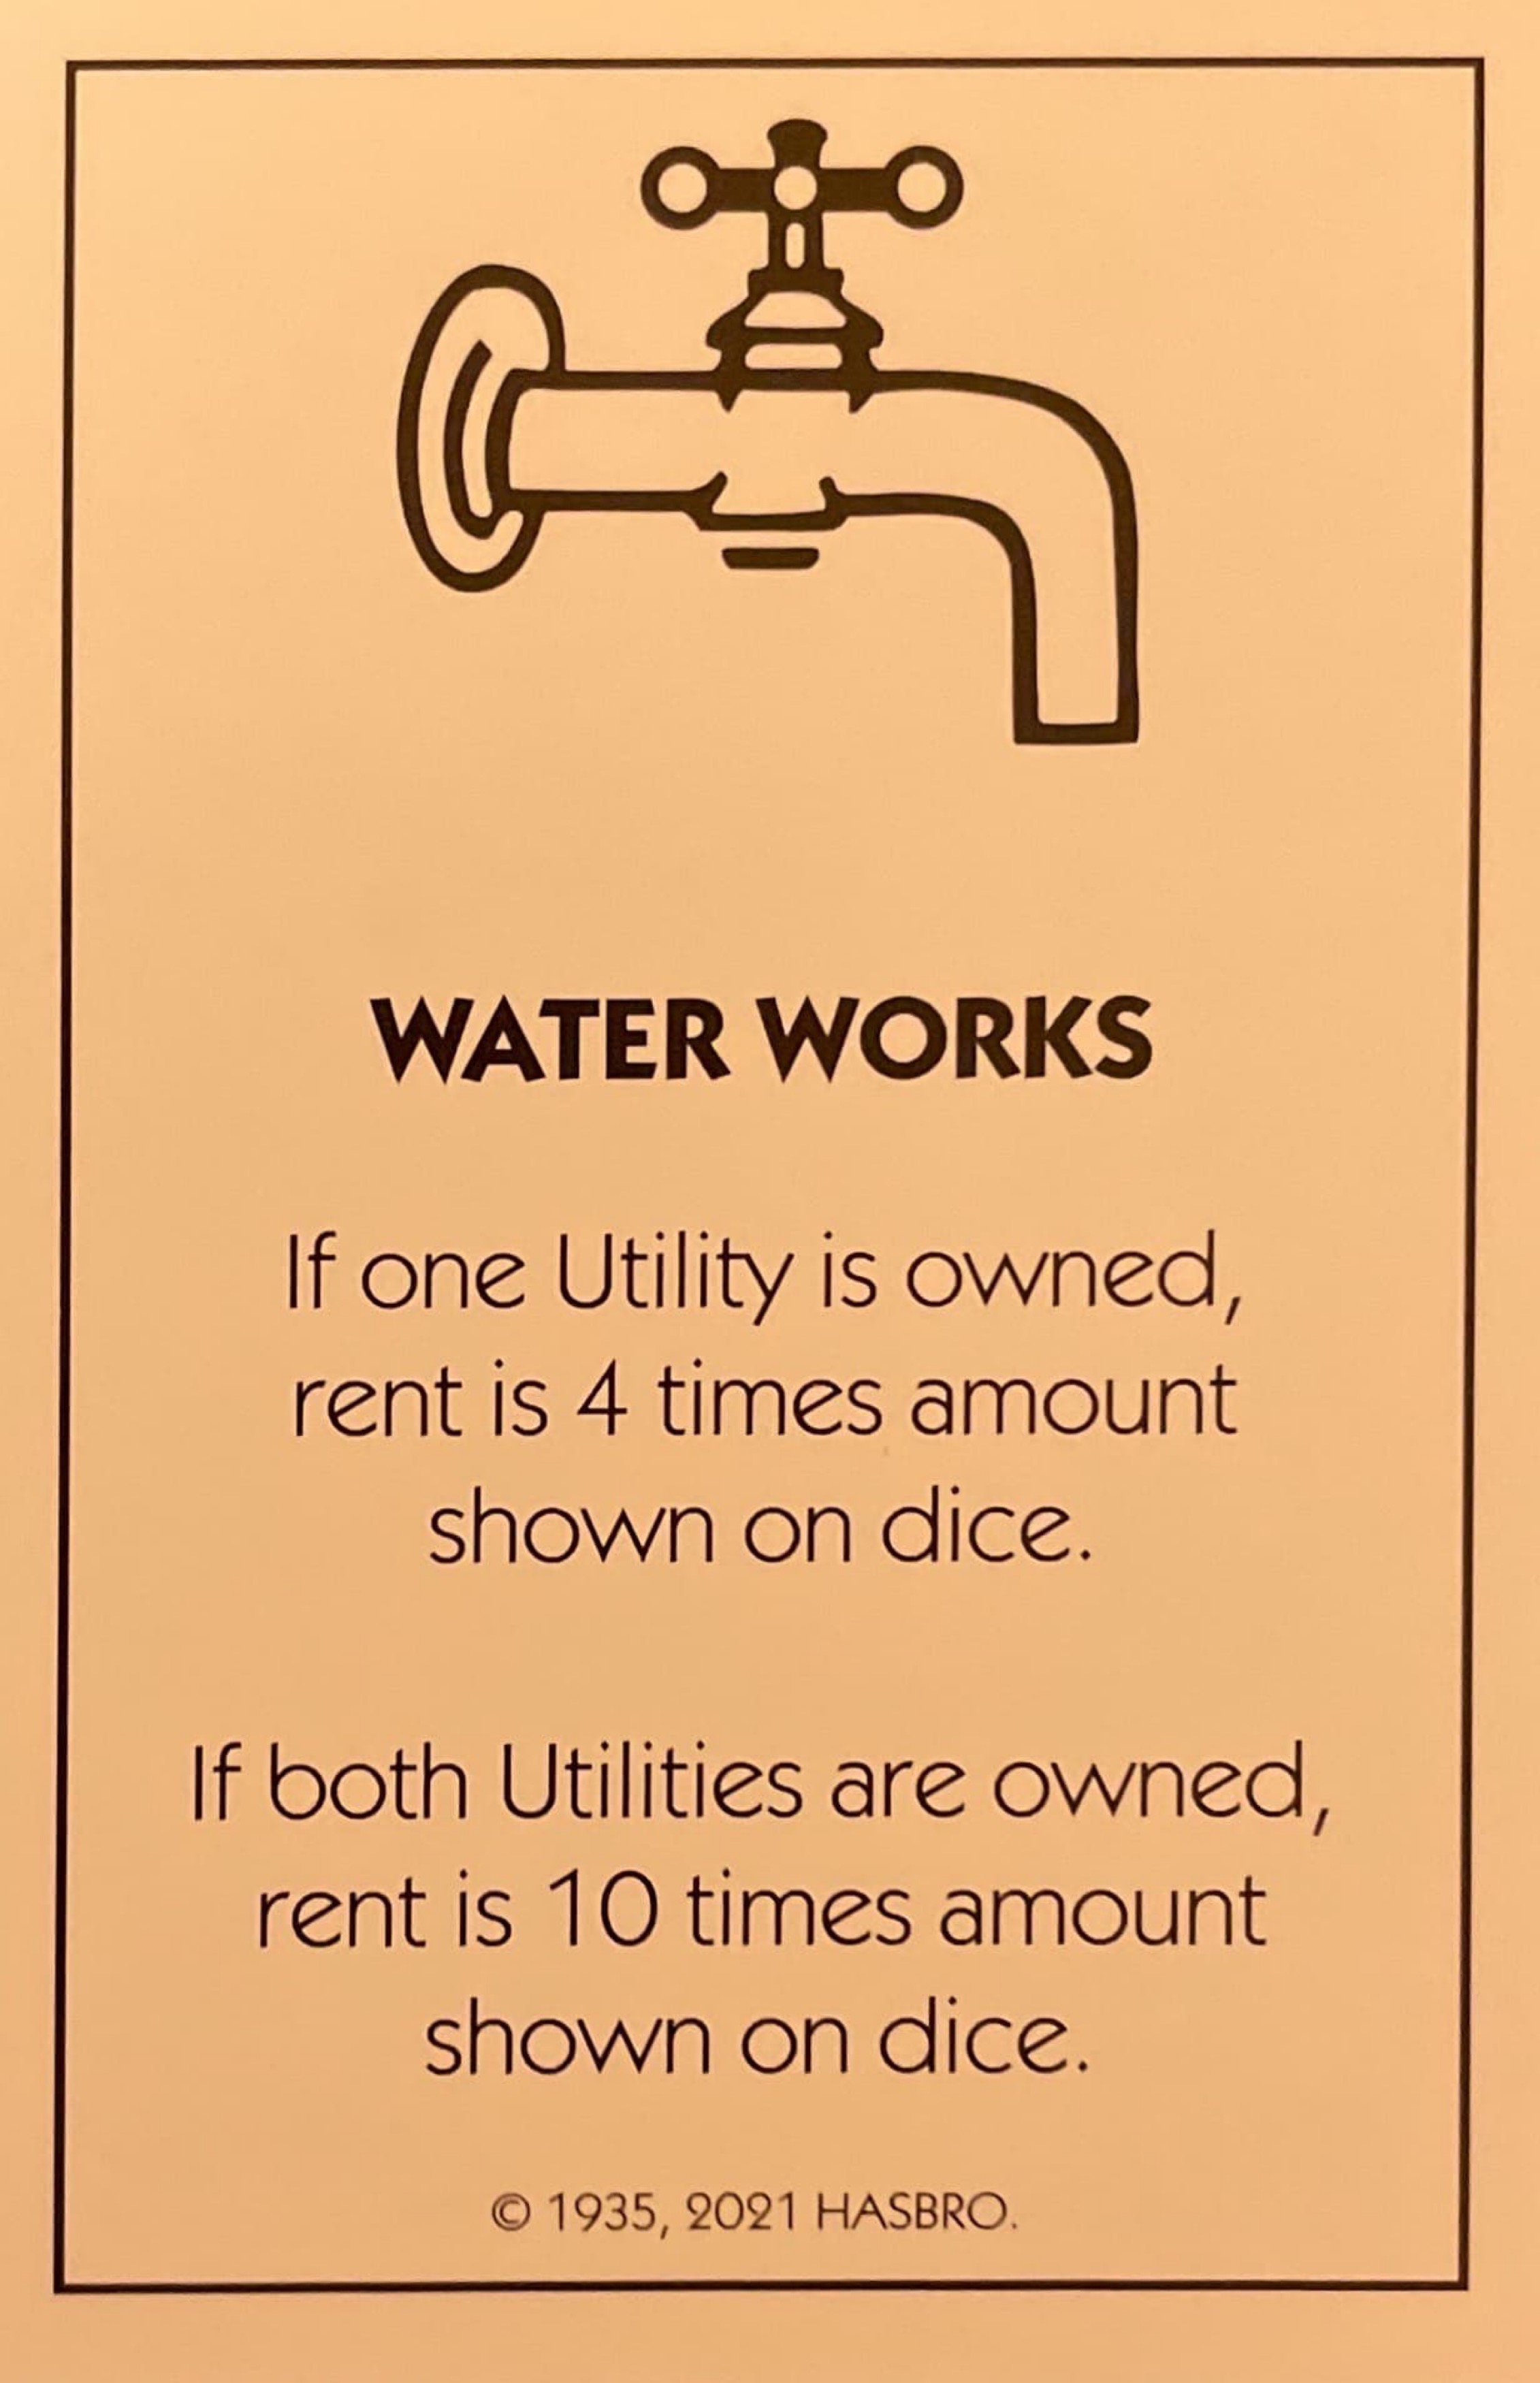 WATER WORKS
If one Utility is owned,
rent is 4 times amount
shown on dice.
If both Utilities are owned,
rent is 10 times amount
shown on dice.
© 1935, 2021 HASBRO.